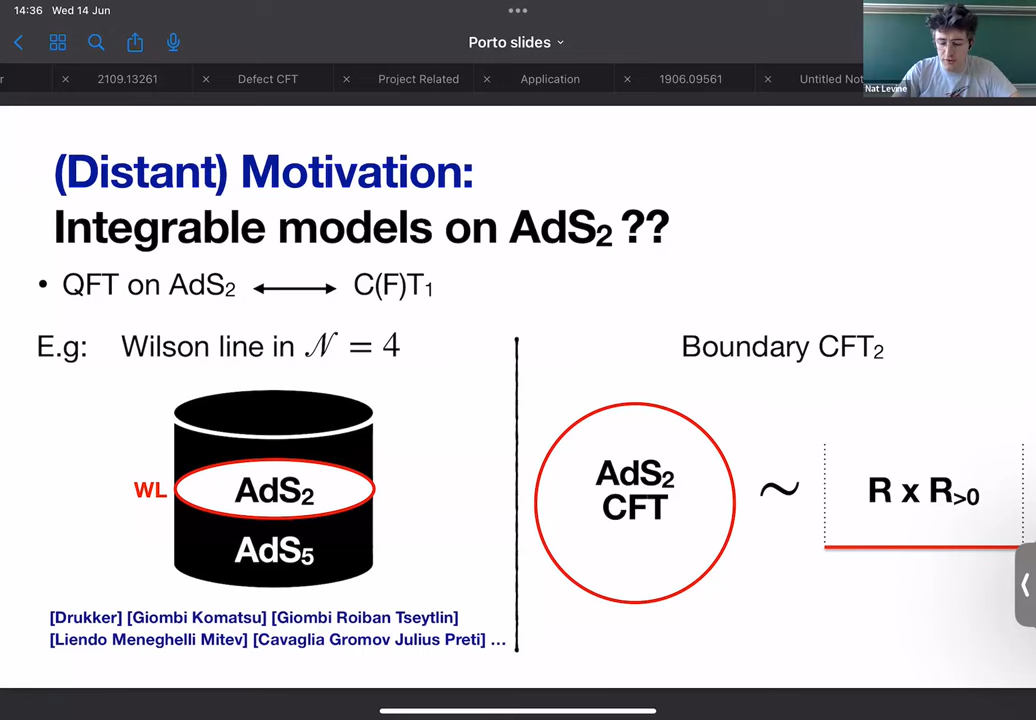 14:36 Wed 14 Jun
Porto slides
r
2109.13261
Defect CFT
Project Related
Application
1906.09561
Untitled Not
Nat Levine
(Distant) Motivation:
Integrable models on AdS₂ ??
• QFT on AdS₂ ⟷ C(F)T₁
E.g: Wilson line in 𝒩 = 4
Boundary CFT₂
WL
AdS₂
AdS₅
AdS₂
CFT
~
R x R>0
[Drukker] [Giombi Komatsu] [Giombi Roiban Tseytlin]
[Liendo Meneghelli Mitev] [Cavaglia Gromov Julius Preti] ...